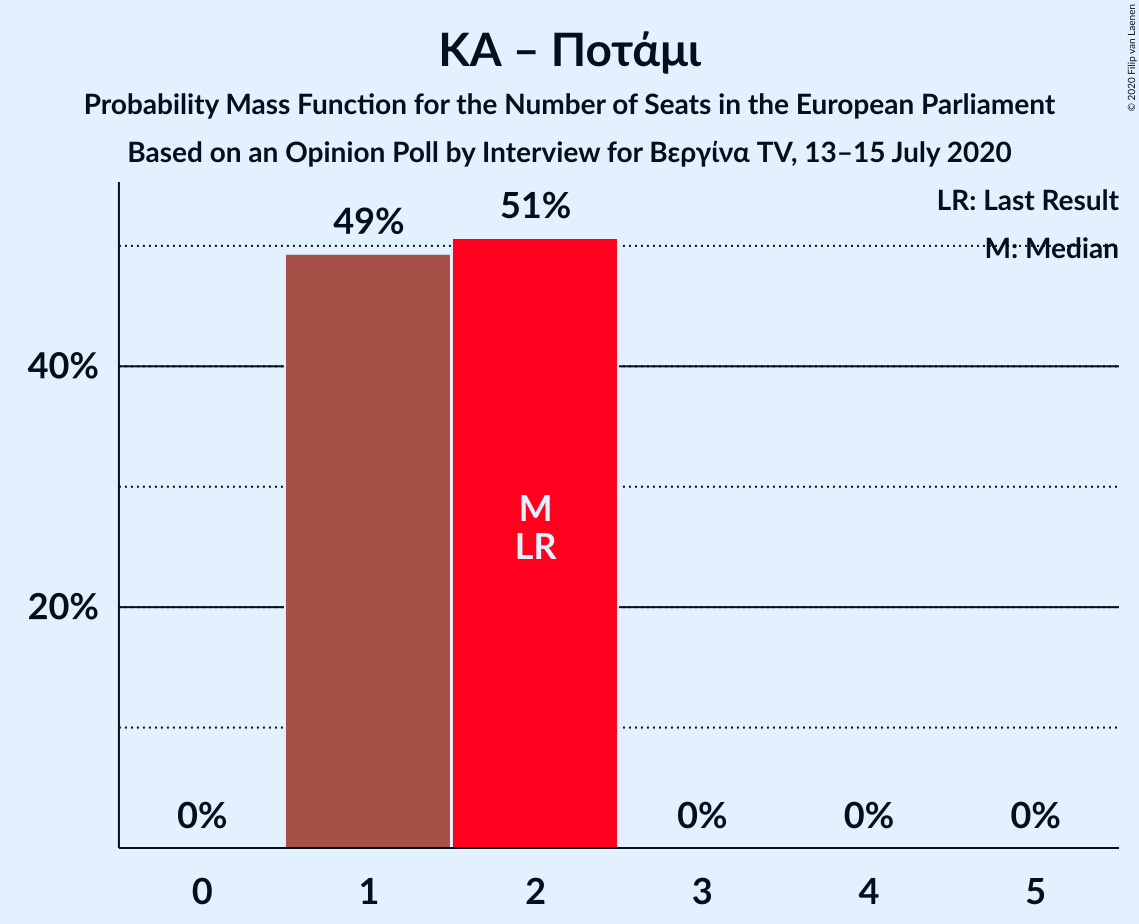 ΚΑ – Ποτάμι
Probability Mass Function for the Number of Seats in the European Parliament
Based on an Opinion Poll by Interview for Βεργίνα TV, 13–15 July 2020
© 2020 Filip van Laenen
LR: Last Result
M: Median
49%
51%
40%
20%
M
LR
0%
0%
0%
0%
0
1
2
3
4
5